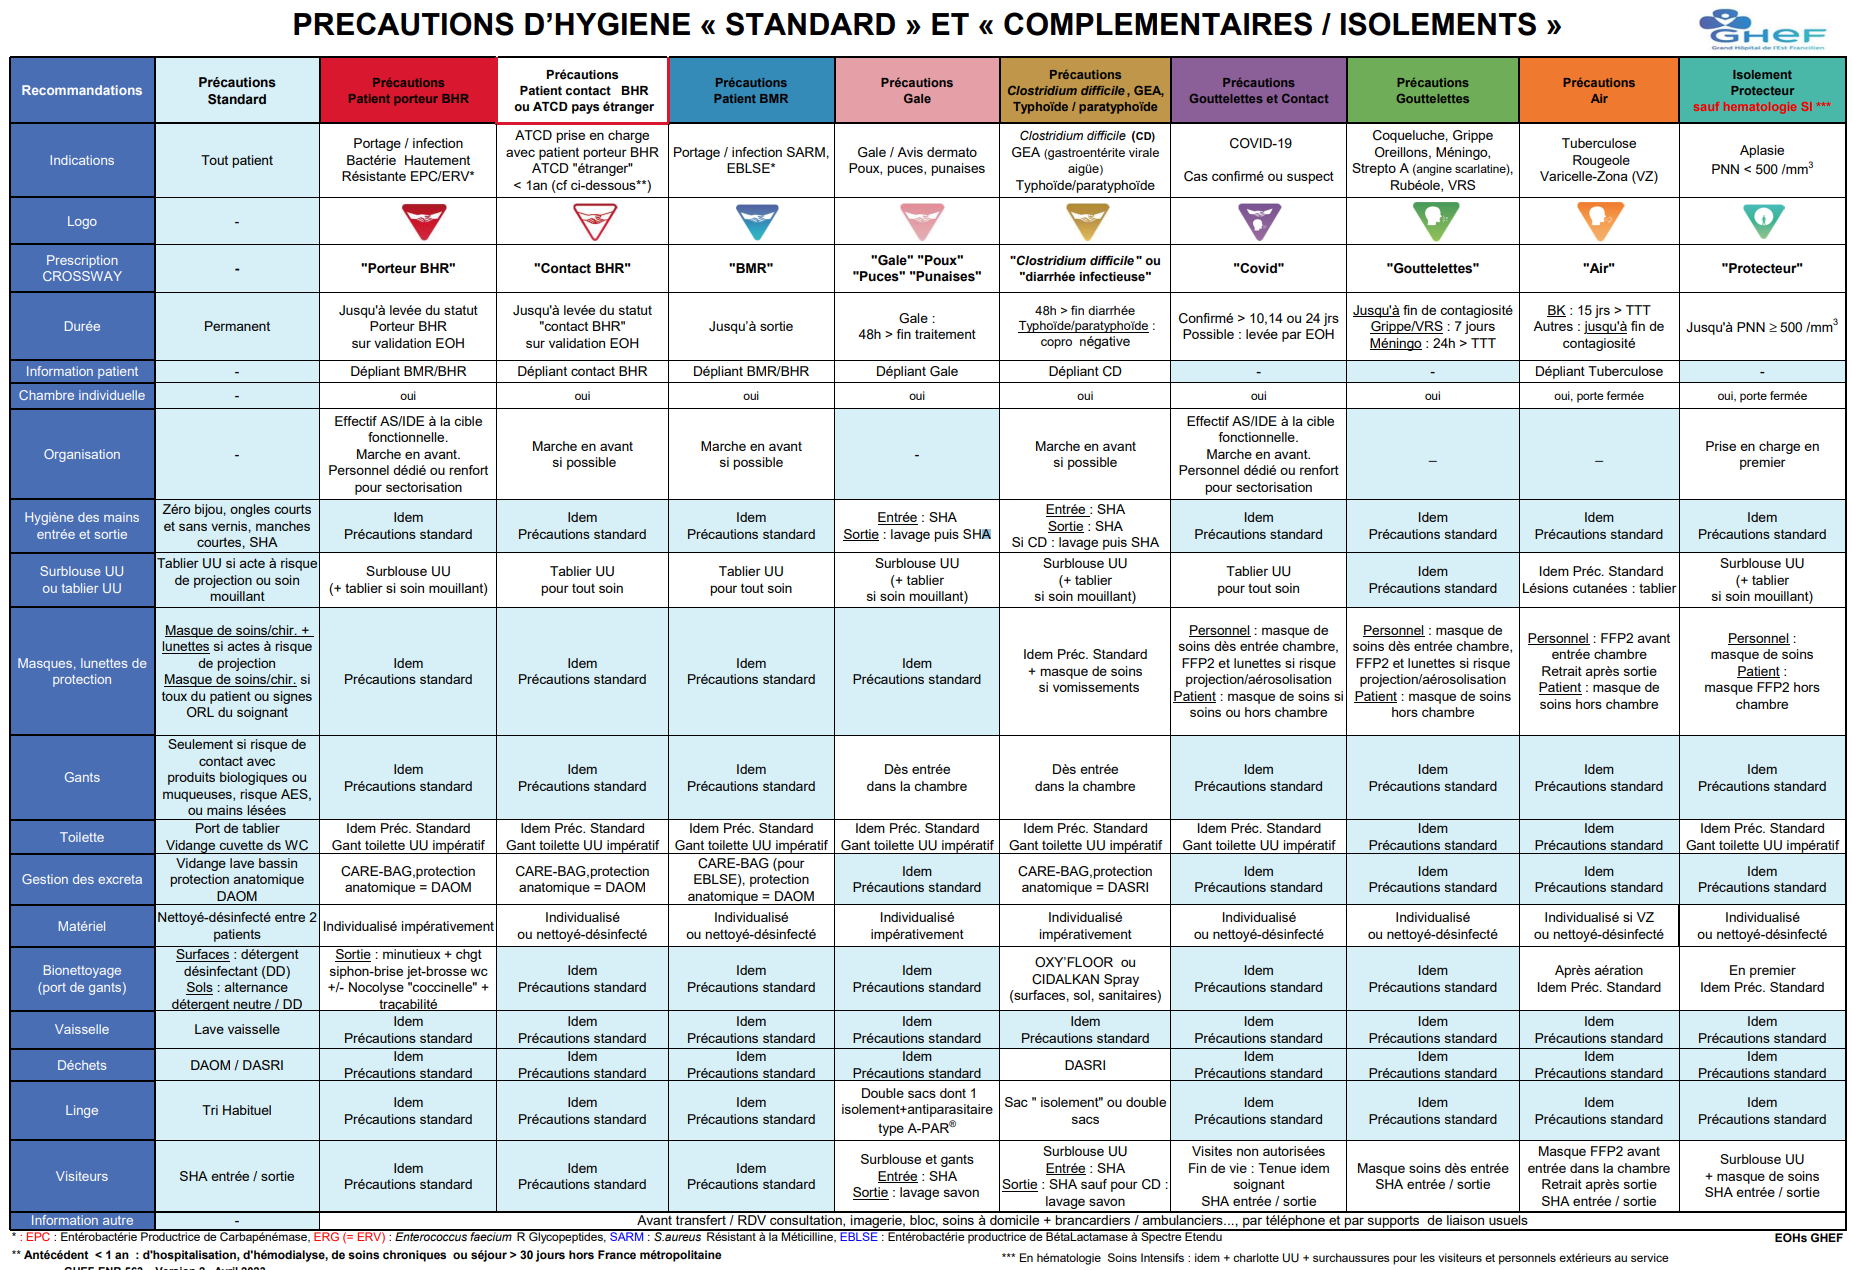 PRECAUTIONS D'HYGIENE « STANDARD » ET « COMPLEMENTAIRES / ISOLEMENTS »
GHEF
Grand Hôpital de l'Est Francilien
Recommandations
Précautions
Standard
Précautions
Patient porteur BHR
Précautions
Patient contact BHR
ou ATCD pays étranger
Précautions
Patient BMR
Précautions
Gale
Précautions
Clostridium difficile, GEA,
Typhoïde / paratyphoïde
Précautions
Gouttelettes et Contact
Précautions
Gouttelettes
Précautions
Air
Isolement
Protecteur
sauf hematologie SI ***
Indications
Tout patient
Portage / infection
Bactérie Hautement
Résistante EPC/ERV*
ATCD prise en charge
avec patient porteur BHR
ATCD "étranger"
< 1an (cf ci-dessous**)
Portage / infection SARM,
EBLSE*
Gale / Avis dermato
Poux, puces, punaises
Clostridium difficile (CD)
GEA (gastroentérite virale
aigüe)
Typhoïde/paratyphoïde
COVID-19
Cas confirmé ou suspect
Coqueluche, Grippe
Oreillons, Méningo,
Strepto A (angine scarlatine),
Rubéole, VRS
Tuberculose
Rougeole
Varicelle-Zona (VZ)
Aplasie
PNN < 500 /mm³
Logo
-
Prescription
CROSSWAY
-
"Porteur BHR"
"Contact BHR"
"BMR"
"Gale" "Poux"
"Puces" "Punaises"
"Clostridium difficile" ou
"diarrhée infectieuse"
"Covid"
"Gouttelettes"
"Air"
"Protecteur"
Durée
Permanent
Jusqu'à levée du statut
Porteur BHR
sur validation EOH
Jusqu'à levée du statut
"contact BHR"
sur validation EOH
Jusqu'à sortie
Gale :
48h > fin traitement
48h > fin diarrhée
Typhoïde/paratyphoïde :
copro négative
Confirmé > 10,14 ou 24 jrs
Possible : levée par EOH
Jusqu'à fin de contagiosité
Grippe/VRS : 7 jours
Méningo : 24h > TTT
BK : 15 jrs > TTT
Autres : jusqu'à fin de
contagiosité
Jusqu'à PNN ≥ 500 /mm³
Information patient
-
Dépliant BMR/BHR
Dépliant contact BHR
Dépliant BMR/BHR
Dépliant Gale
Dépliant CD
-
-
Dépliant Tuberculose
-
Chambre individuelle
-
oui
oui
oui
oui
oui
oui
oui
oui, porte fermée
oui, porte fermée
Organisation
-
Effectif AS/IDE à la cible
fonctionnelle.
Marche en avant.
Personnel dédié ou renfort
pour sectorisation
Marche en avant
si possible
Marche en avant
si possible
-
Marche en avant
si possible
Effectif AS/IDE à la cible
fonctionnelle.
Marche en avant.
Personnel dédié ou renfort
pour sectorisation
–
–
Prise en charge en
premier
Hygiène des mains
entrée et sortie
Zéro bijou, ongles courts
et sans vernis, manches
courtes, SHA
Idem
Précautions standard
Idem
Précautions standard
Idem
Précautions standard
Entrée : SHA
Sortie : lavage puis SHA
Entrée : SHA
Sortie : SHA
Si CD : lavage puis SHA
Idem
Précautions standard
Idem
Précautions standard
Idem
Précautions standard
Idem
Précautions standard
Surblouse UU
ou tablier UU
Tablier UU si acte à risque
de projection ou soin
mouillant
Surblouse UU
(+ tablier si soin mouillant)
Tablier UU
pour tout soin
Tablier UU
pour tout soin
Surblouse UU
(+ tablier
si soin mouillant)
Surblouse UU
(+ tablier
si soin mouillant)
Tablier UU
pour tout soin
Idem
Précautions standard
Idem Préc. Standard
Lésions cutanées : tablier
Surblouse UU
(+ tablier
si soin mouillant)
Masques, lunettes de
protection
Masque de soins/chir. +
lunettes si actes à risque
de projection
Masque de soins/chir. si
toux du patient ou signes
ORL du soignant
Idem
Précautions standard
Idem
Précautions standard
Idem
Précautions standard
Idem
Précautions standard
Idem Préc. Standard
+ masque de soins
si vomissements
Personnel : masque de
soins dès entrée chambre,
FFP2 et lunettes si risque
projection/aérosolisation
Patient : masque de soins si
soins ou hors chambre
Personnel : masque de
soins dès entrée chambre,
FFP2 et lunettes si risque
projection/aérosolisation
Patient : masque de soins
hors chambre
Personnel : FFP2 avant
entrée chambre
Retrait après sortie
Patient : masque de
soins hors chambre
Personnel :
masque de soins
Patient :
masque FFP2 hors
chambre
Gants
Seulement si risque de
contact avec
produits biologiques ou
muqueuses, risque AES,
ou mains lésées
Idem
Précautions standard
Idem
Précautions standard
Idem
Précautions standard
Dès entrée
dans la chambre
Dès entrée
dans la chambre
Idem
Précautions standard
Idem
Précautions standard
Idem
Précautions standard
Idem
Précautions standard
Toilette
Port de tablier
Vidange cuvette ds WC
Idem Préc. Standard
Gant toilette UU impératif
Idem Préc. Standard
Gant toilette UU impératif
Idem Préc. Standard
Gant toilette UU impératif
Idem Préc. Standard
Gant toilette UU impératif
Idem Préc. Standard
Gant toilette UU impératif
Idem Préc. Standard
Gant toilette UU impératif
Idem
Précautions standard
Idem
Précautions standard
Idem Préc. Standard
Gant toilette UU impératif
Gestion des excreta
Vidange lave bassin
protection anatomique
DAOM
CARE-BAG,protection
anatomique = DAOM
CARE-BAG,protection
anatomique = DAOM
CARE-BAG (pour
EBLSE), protection
anatomique = DAOM
Idem
Précautions standard
CARE-BAG,protection
anatomique = DASRI
Idem
Précautions standard
Idem
Précautions standard
Idem
Précautions standard
Idem
Précautions standard
Matériel
Nettoyé-désinfecté entre 2
patients
Individualisé impérativement
Individualisé
ou nettoyé-désinfecté
Individualisé
ou nettoyé-désinfecté
Individualisé
impérativement
Individualisé
impérativement
Individualisé
ou nettoyé-désinfecté
Individualisé
ou nettoyé-désinfecté
Individualisé si VZ
ou nettoyé-désinfecté
Individualisé
ou nettoyé-désinfecté
Bionettoyage
(port de gants)
Surfaces : détergent
désinfectant (DD)
Sols : alternance
détergent neutre / DD
Sortie : minutieux + chgt
siphon-brise jet-brosse wc
+/- Nocolyse "coccinelle" +
traçabilité
Idem
Précautions standard
Idem
Précautions standard
Idem
Précautions standard
OXY'FLOOR ou
CIDALKAN Spray
(surfaces, sol, sanitaires)
Idem
Précautions standard
Idem
Précautions standard
Après aération
Idem Préc. Standard
En premier
Idem Préc. Standard
Vaisselle
Lave vaisselle
Idem
Précautions standard
Idem
Précautions standard
Idem
Précautions standard
Idem
Précautions standard
Idem
Précautions standard
Idem
Précautions standard
Idem
Précautions standard
Idem
Précautions standard
Idem
Précautions standard
Déchets
DAOM / DASRI
Idem
Précautions standard
Idem
Précautions standard
Idem
Précautions standard
Idem
Précautions standard
DASRI
Idem
Précautions standard
Idem
Précautions standard
Idem
Précautions standard
Idem
Précautions standard
Linge
Tri Habituel
Idem
Précautions standard
Idem
Précautions standard
Idem
Précautions standard
Double sacs dont 1
isolement+antiparasitaire
type A-PAR®
Sac " isolement" ou double
sacs
Idem
Précautions standard
Idem
Précautions standard
Idem
Précautions standard
Idem
Précautions standard
Visiteurs
SHA entrée / sortie
Idem
Précautions standard
Idem
Précautions standard
Idem
Précautions standard
Surblouse et gants
Entrée : SHA
Sortie : lavage savon
Surblouse UU
Entrée : SHA
Sortie : SHA sauf pour CD :
lavage savon
Visites non autorisées
Fin de vie : Tenue idem
soignant
SHA entrée / sortie
Masque soins dès entrée
SHA entrée / sortie
Masque FFP2 avant
entrée dans la chambre
Retrait après sortie
SHA entrée / sortie
Surblouse UU
+ masque de soins
SHA entrée / sortie
Information autre
-
Avant transfert / RDV consultation, imagerie, bloc, soins à domicile + brancardiers / ambulanciers..., par téléphone et par supports de liaison usuels
* : EPC : Entérobactérie Productrice de Carbapénémase, ERG (= ERV) : Enterococcus faecium R Glycopeptides, SARM : S.aureus Résistant à la Méticilline, EBLSE : Entérobactérie productrice de BétaLactamase à Spectre Etendu
EOHs GHEF
** Antécédent < 1 an : d'hospitalisation, d'hémodialyse, de soins chroniques ou séjour > 30 jours hors France métropolitaine
*** En hématologie Soins Intensifs : idem + charlotte UU + surchaussures pour les visiteurs et personnels extérieurs au service
GHEF ENR 563 - Version 2 - Avril 2023